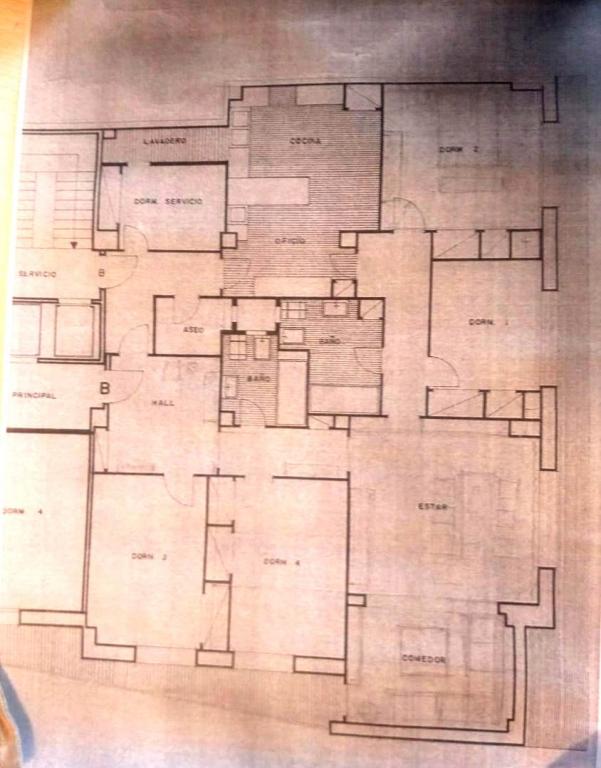 LAVADERO
COCINA
DORM. 2
DORM. SERVICIO
OFICIO
SERVICIO
B
DORM. 1
ASEO
BAÑO
BAÑO
PRINCIPAL
B
HALL
ESTAR
DORM. 4
DORM. 3
DORM. 4
COMEDOR